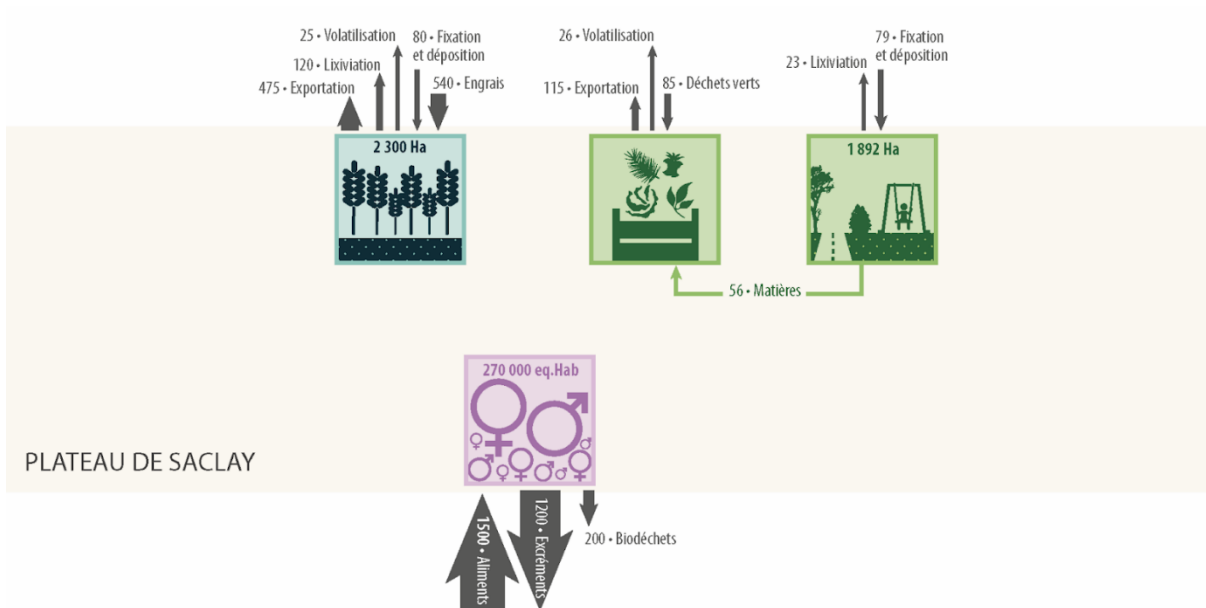 25 • Volatilisation
80 • Fixation
et déposition
120 • Lixiviation
475 • Exportation
540 • Engrais
26 • Volatilisation
115 • Exportation
85 • Déchets verts
79 • Fixation
et déposition
23 • Lixiviation
2 300 Ha
1 892 Ha
56 • Matières
270 000 eq.Hab
PLATEAU DE SACLAY
1500 • Aliments
1200 • Excréments
200 • Biodéchets